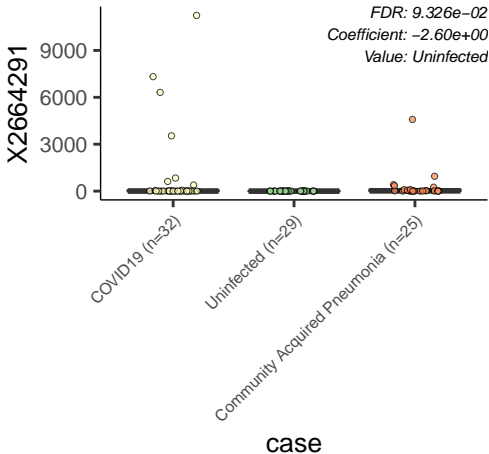 FDR: 9.326e−02
Coefficient: −2.60e+00
Value: Uninfected
X2664291
9000
6000
3000
0
COVID19 (n=32)
Uninfected (n=29)
Community Acquired Pneumonia (n=25)
case